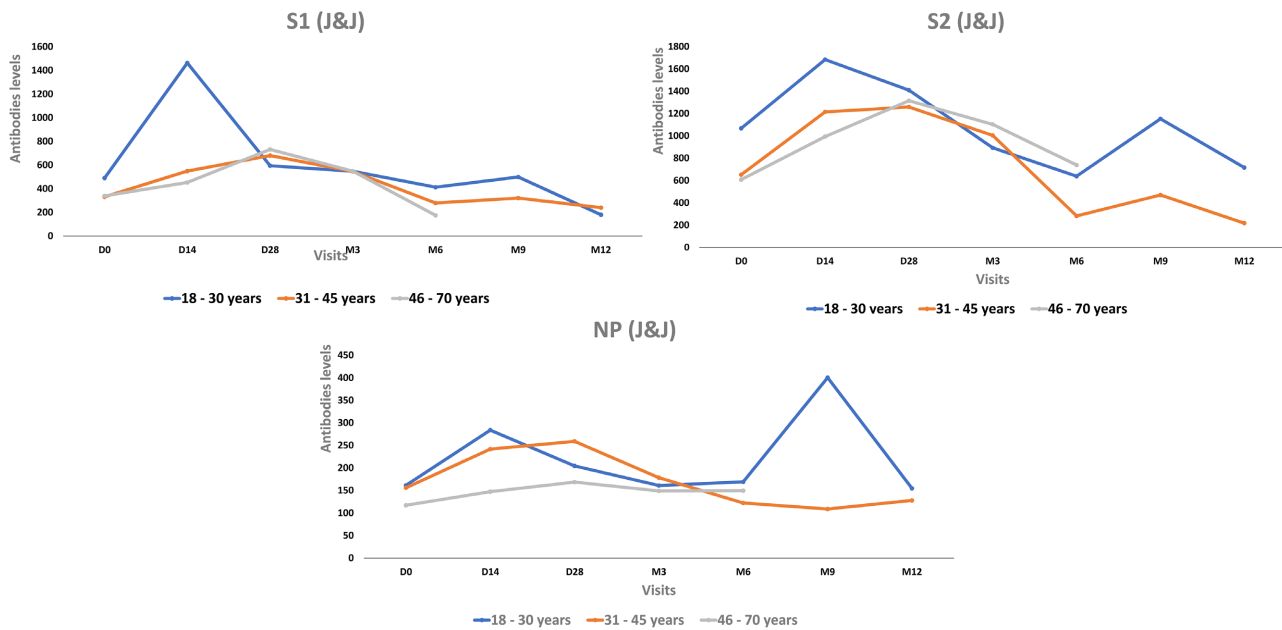 S1 (J&J)
Antibodies levels
1600
1400
1200
1000
800
600
400
200
0
D0 D14 D28 M3 M6 M9 M12
Visits
18 - 30 years 31 - 45 years 46 - 70 years
S2 (J&J)
Antibodies levels
1800
1600
1400
1200
1000
800
600
400
200
0
D0 D14 D28 M3 M6 M9 M12
Visits
18 - 30 years 31 - 45 years 46 - 70 years
NP (J&J)
Antibodies levels
450
400
350
300
250
200
150
100
50
0
D0 D14 D28 M3 M6 M9 M12
Visits
18 - 30 years 31 - 45 years 46 - 70 years